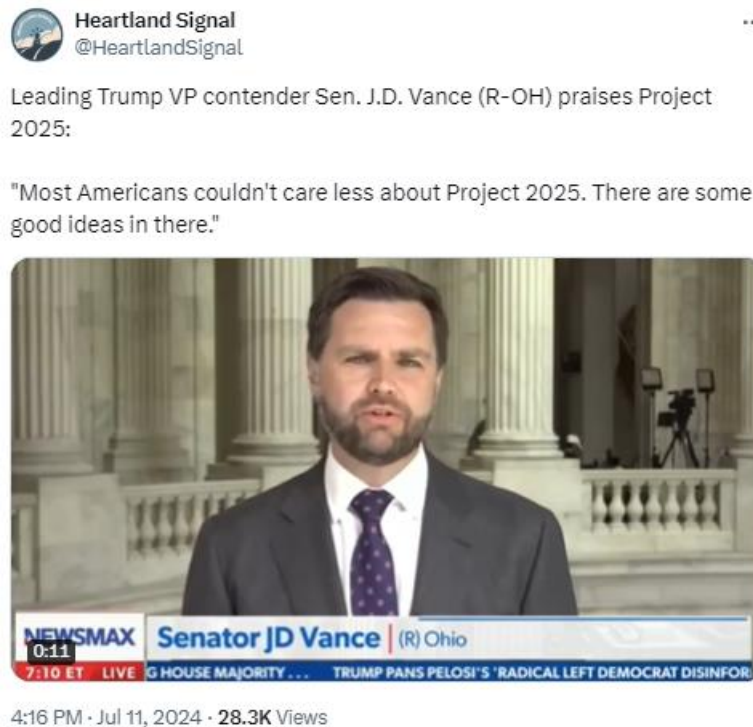 Heartland Signal
@HeartlandSignal
Leading Trump VP contender Sen. J.D. Vance (R-OH) praises Project
2025:
"Most Americans couldn't care less about Project 2025. There are some
good ideas in there."
NEWSMAX
Senator JD Vance | (R) Ohio
0:11
7:10 ET LIVE G HOUSE MAJORITY... TRUMP PANS PELOSI'S 'RADICAL LEFT DEMOCRAT DISINFOR
4:16 PM · Jul 11, 2024 · 28.3K Views